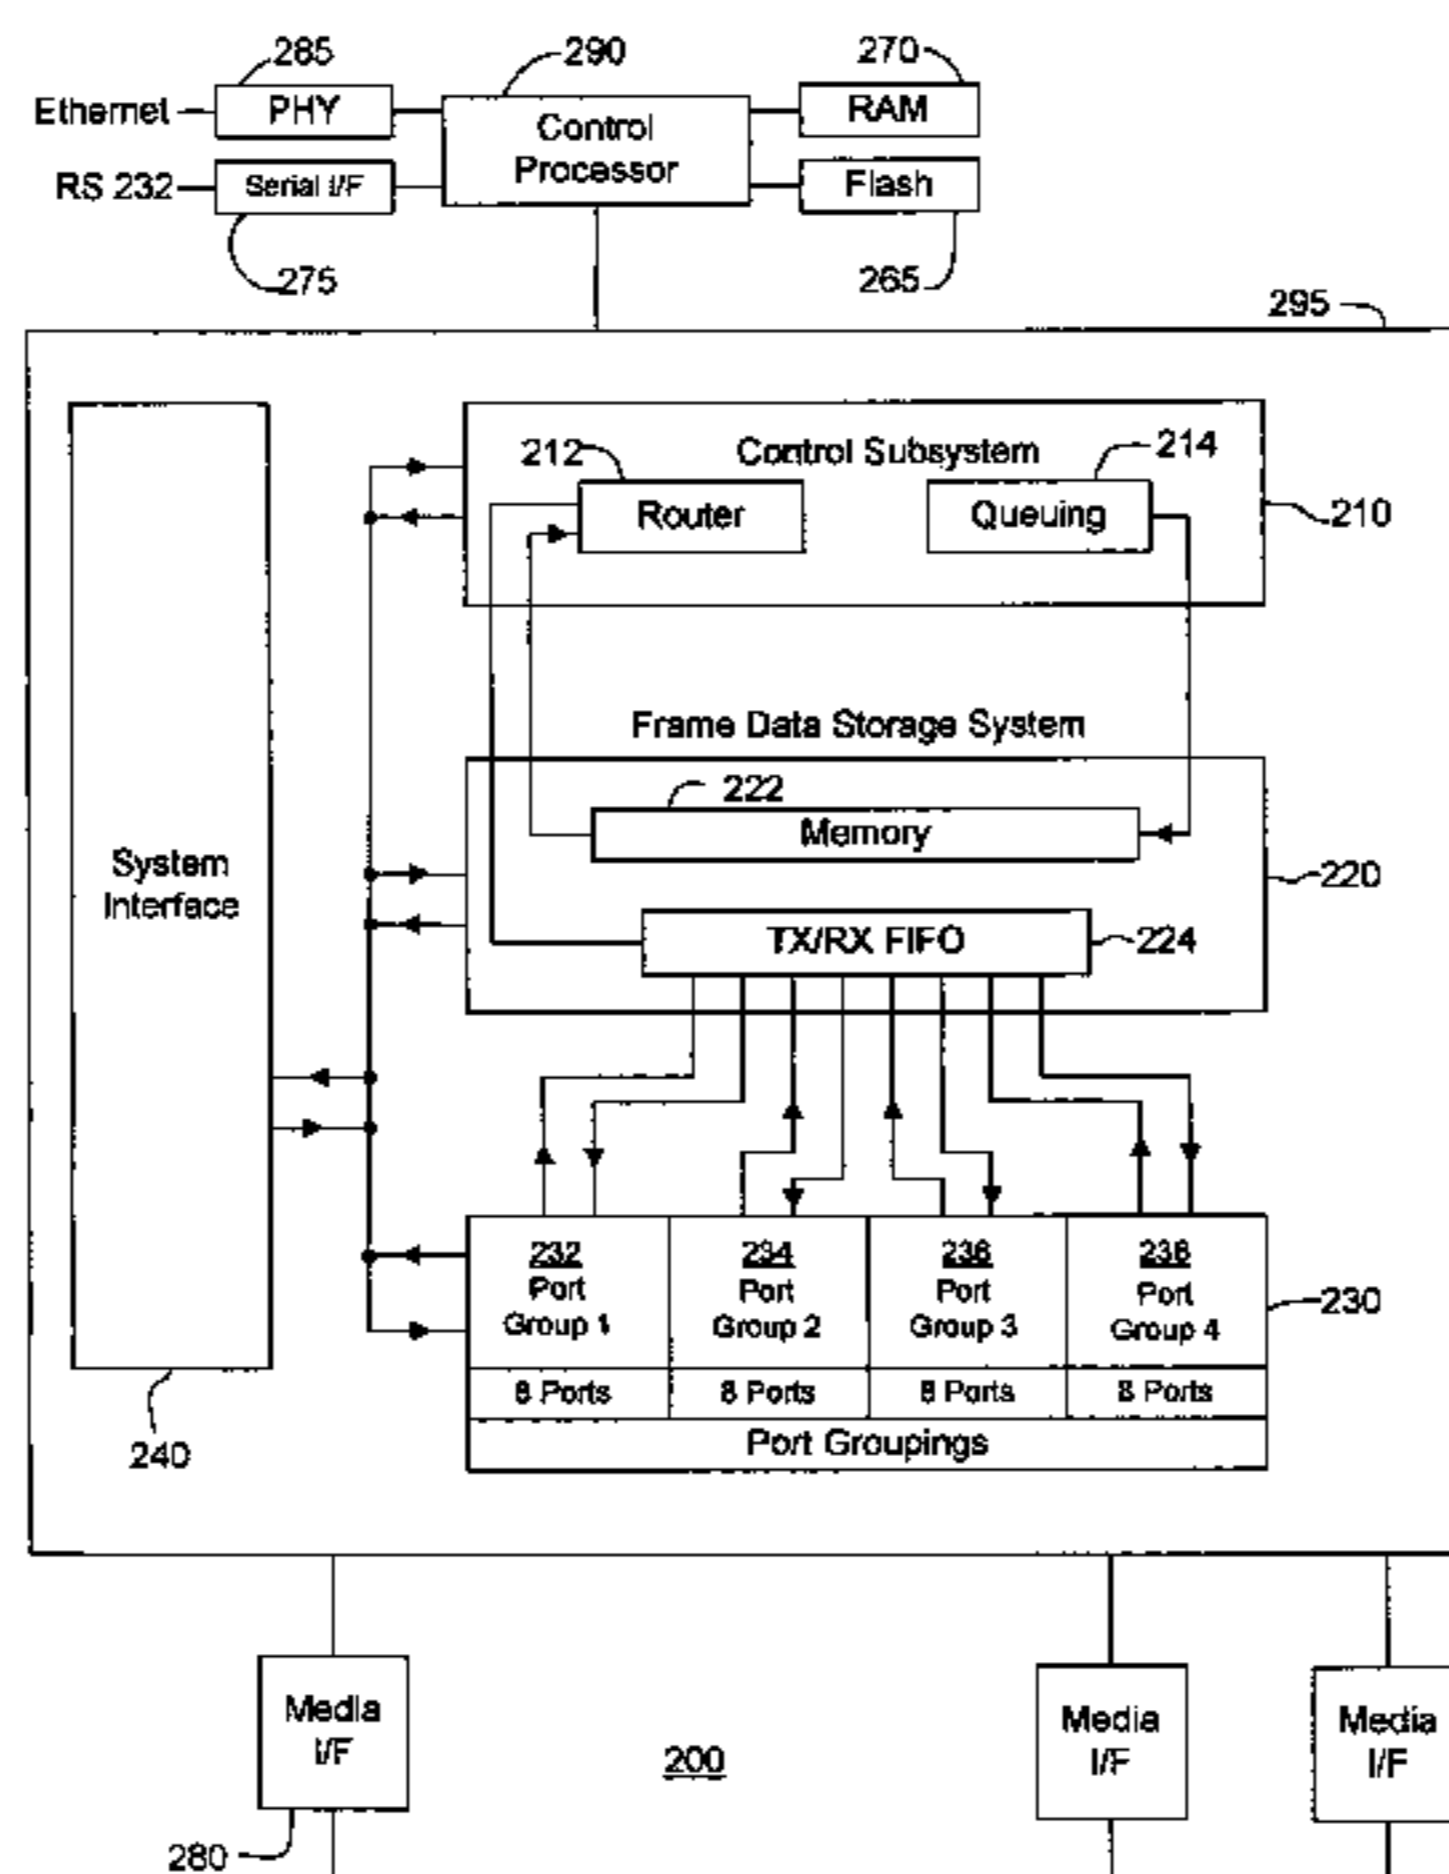 285
290
270
Ethernet
PHY
Control
Processor
RAM
RS 232
Serial I/F
Flash
275
265
295
Control Subsystem
212
214
Router
Queuing
210
Frame Data Storage System
222
Memory
System
Interface
220
TX/RX FIFO
224
232
Port
Group 1
234
Port
Group 2
236
Port
Group 3
238
Port
Group 4
230
8 Ports
8 Ports
8 Ports
8 Ports
Port Groupings
240
Media
I/F
Media
I/F
Media
I/F
200
280